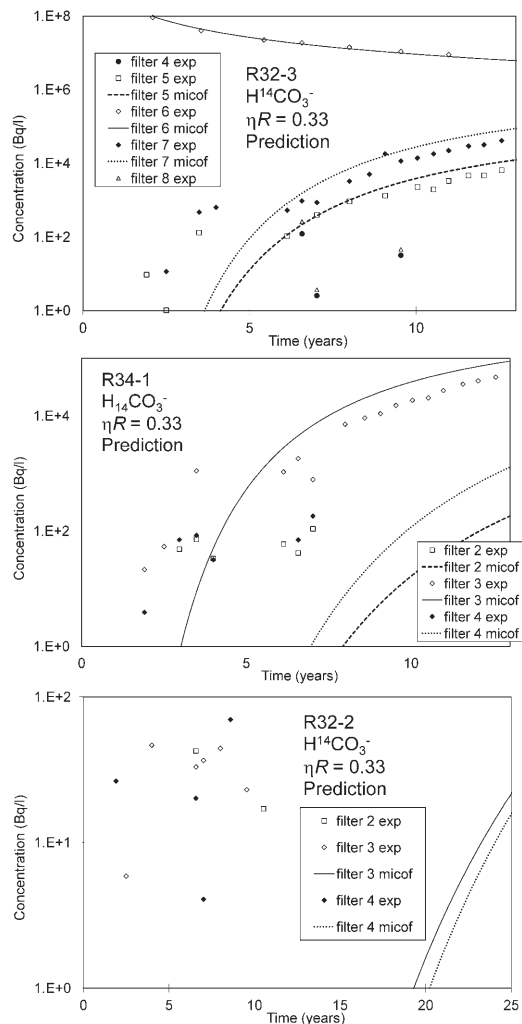 1.E+8
1.E+6
1.E+4
1.E+2
1.E+0
Concentration (Bq/l)
filter 4 exp
filter 5 exp
filter 5 micof
filter 6 exp
filter 6 micof
filter 7 exp
filter 7 micof
filter 8 exp
R32-3
H¹⁴CO₃⁻
ηR = 0.33
Prediction
0 5 10
Time (years)
R34-1
H₁₄CO₃⁻
ηR = 0.33
Prediction
1.E+4
1.E+2
1.E+0
Concentration (Bq/l)
filter 2 exp
filter 2 micof
filter 3 exp
filter 3 micof
filter 4 exp
filter 4 micof
0 5 10
Time (years)
1.E+2
1.E+1
1.E+0
Concentration (Bq/l)
R32-2
H¹⁴CO₃⁻
ηR = 0.33
Prediction
filter 2 exp
filter 3 exp
filter 3 micof
filter 4 exp
filter 4 micof
0 5 10 15 20 25
Time (years)